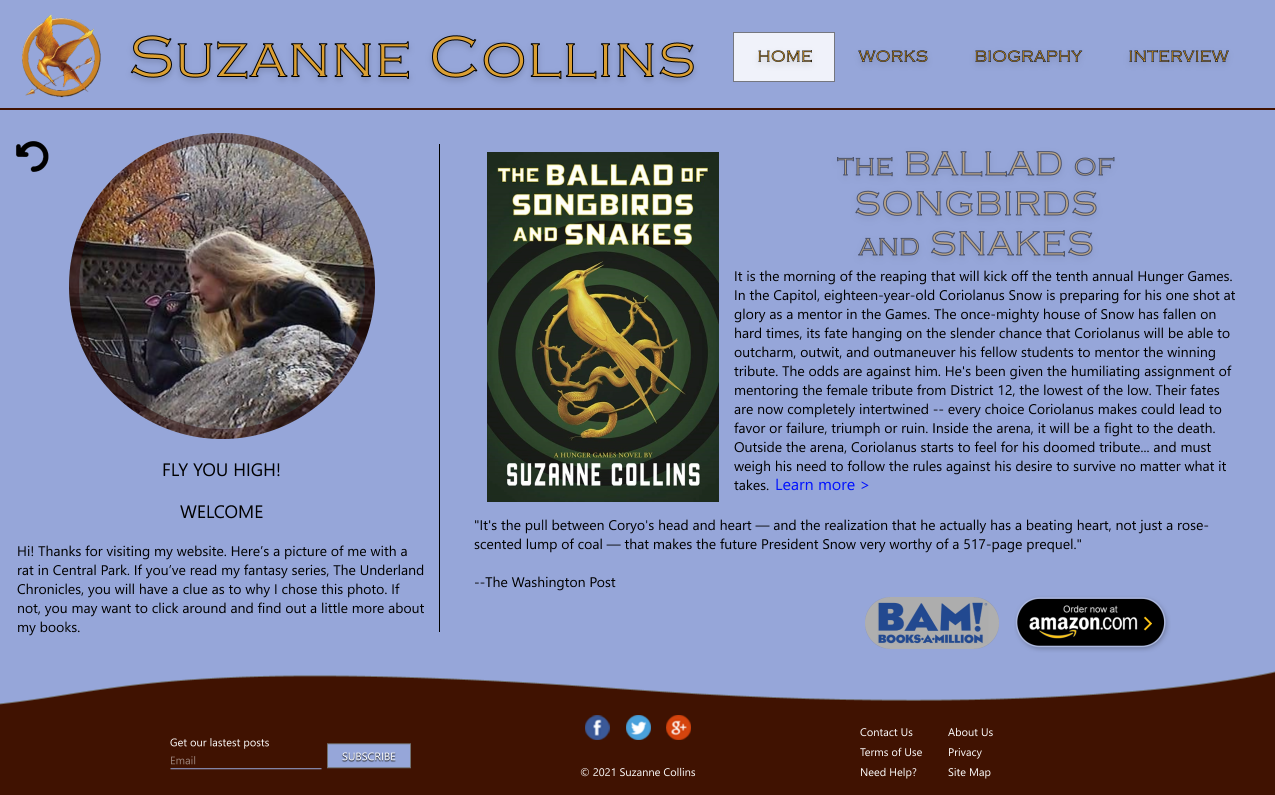 SUZANNE COLLINS
HOME
WORKS
BIOGRAPHY
INTERVIEW
FLY YOU HIGH!
WELCOME
Hi! Thanks for visiting my website. Here’s a picture of me with a
rat in Central Park. If you’ve read my fantasy series, The Underland
Chronicles, you will have a clue as to why I chose this photo. If
not, you may want to click around and find out a little more about
my books.
THE BALLAD OF
SONGBIRDS
AND SNAKES
A HUNGER GAMES NOVEL BY
SUZANNE COLLINS
THE BALLAD OF
SONGBIRDS
AND SNAKES
It is the morning of the reaping that will kick off the tenth annual Hunger Games.
In the Capitol, eighteen-year-old Coriolanus Snow is preparing for his one shot at
glory as a mentor in the Games. The once-mighty house of Snow has fallen on
hard times, its fate hanging on the slender chance that Coriolanus will be able to
outcharm, outwit, and outmaneuver his fellow students to mentor the winning
tribute. The odds are against him. He's been given the humiliating assignment of
mentoring the female tribute from District 12, the lowest of the low. Their fates
are now completely intertwined -- every choice Coriolanus makes could lead to
favor or failure, triumph or ruin. Inside the arena, it will be a fight to the death.
Outside the arena, Coriolanus starts to feel for his doomed tribute... and must
weigh his need to follow the rules against his desire to survive no matter what it
takes. Learn more >
"It's the pull between Coryo's head and heart — and the realization that he actually has a beating heart, not just a rose-
scented lump of coal — that makes the future President Snow very worthy of a 517-page prequel."
--The Washington Post
BAM!
BOOKS-A-MILLION
Order now at
amazon.com
Get our lastest posts
Email
SUBSCRIBE
f
g+
© 2021 Suzanne Collins
Contact Us
About Us
Terms of Use
Privacy
Need Help?
Site Map